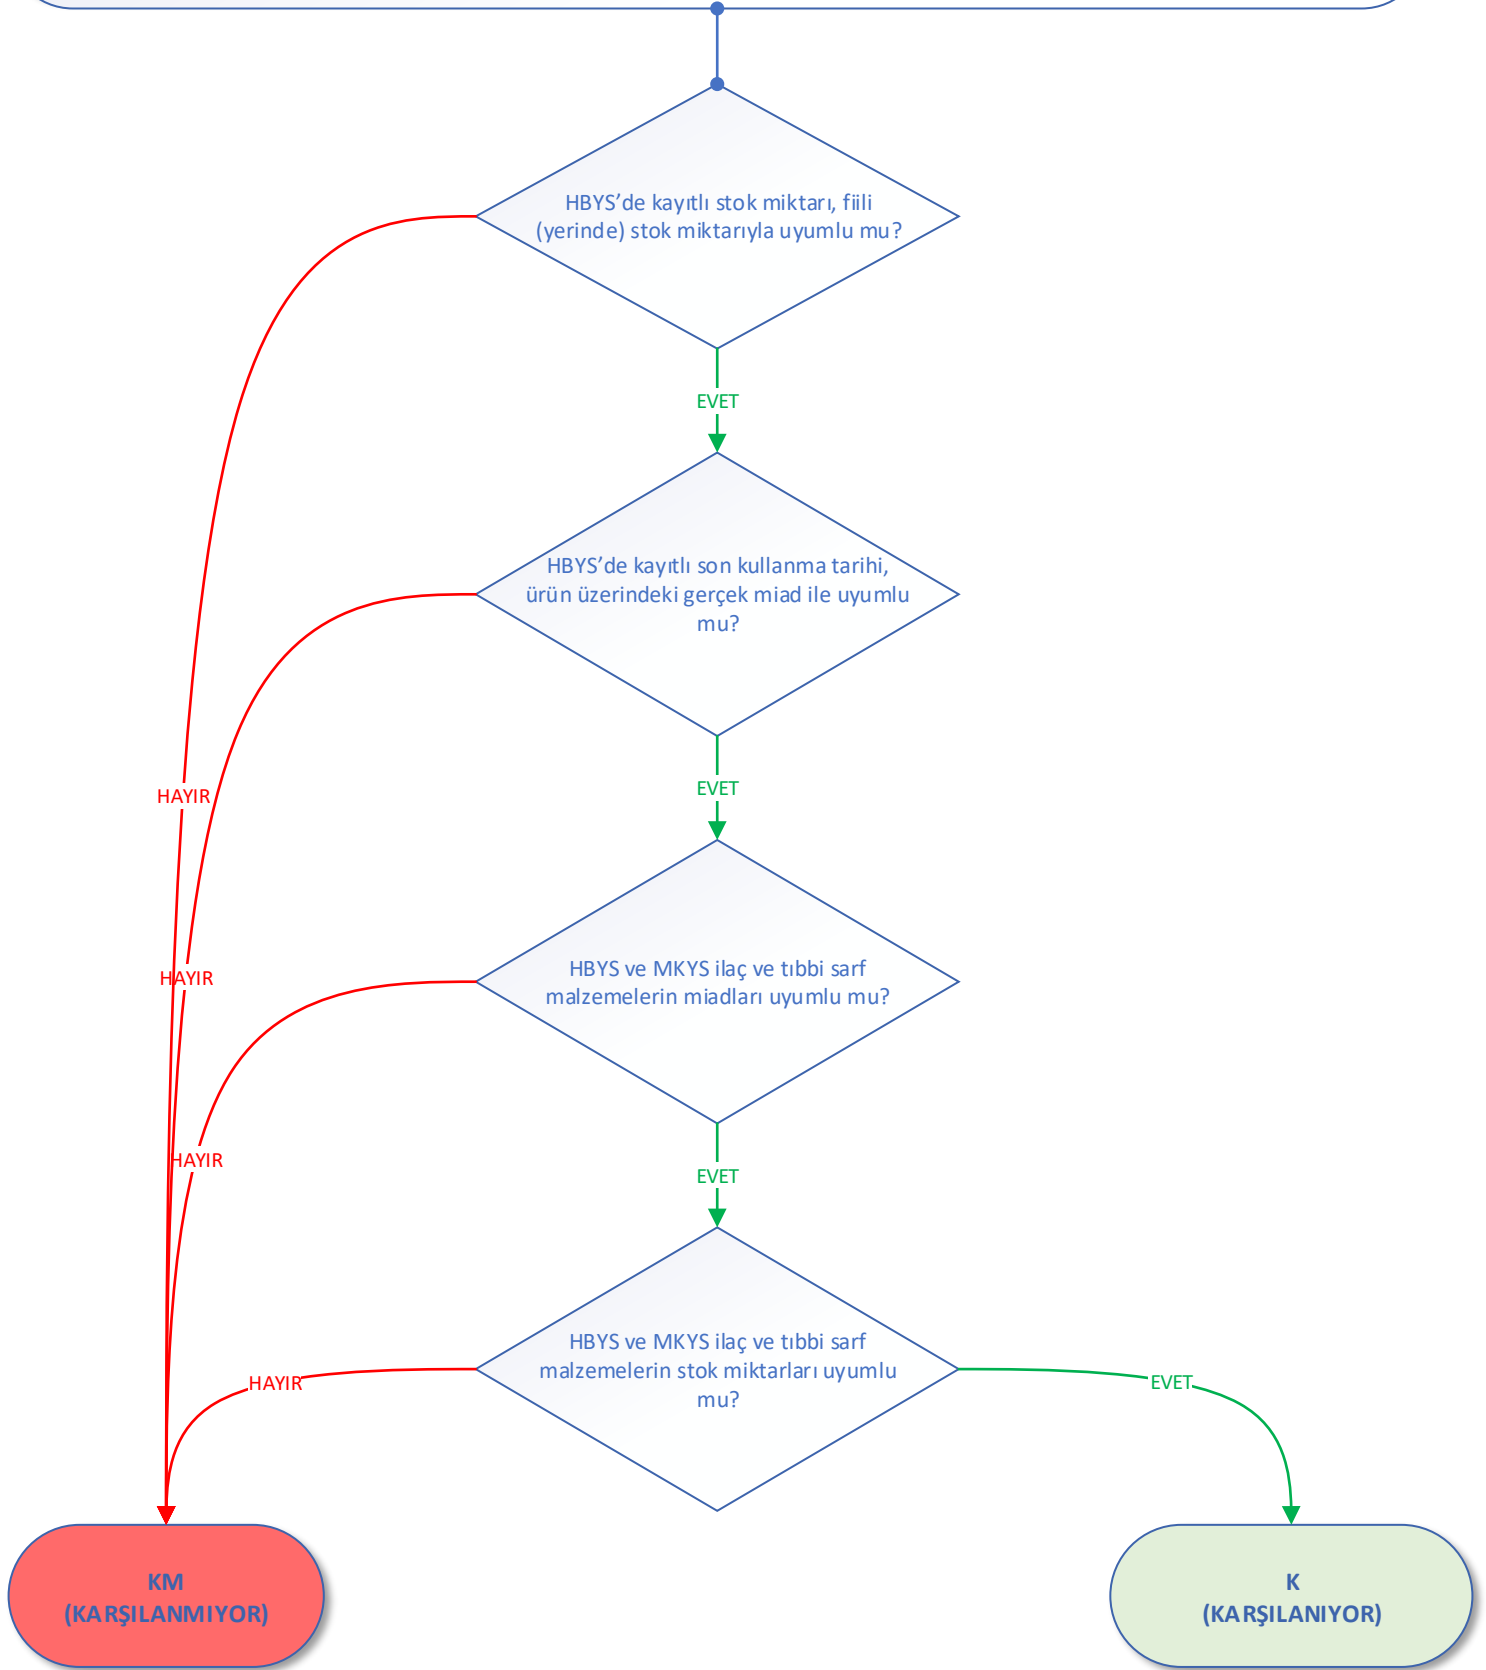 HBYS’de kayıtlı stok miktarı, fiili
(yerinde) stok miktarıyla uyumlu mu?
EVET
HBYS’de kayıtlı son kullanma tarihi,
ürün üzerindeki gerçek miad ile uyumlu
mu?
EVET
HAYIR
HBYS ve MKYS ilaç ve tıbbi sarf
malzemelerin miadları uyumlu mu?
HAYIR
HAYIR
EVET
HBYS ve MKYS ilaç ve tıbbi sarf
malzemelerin stok miktarları uyumlu
mu?
HAYIR
EVET
KM
(KARŞILANMIYOR)
K
(KARŞILANIYOR)